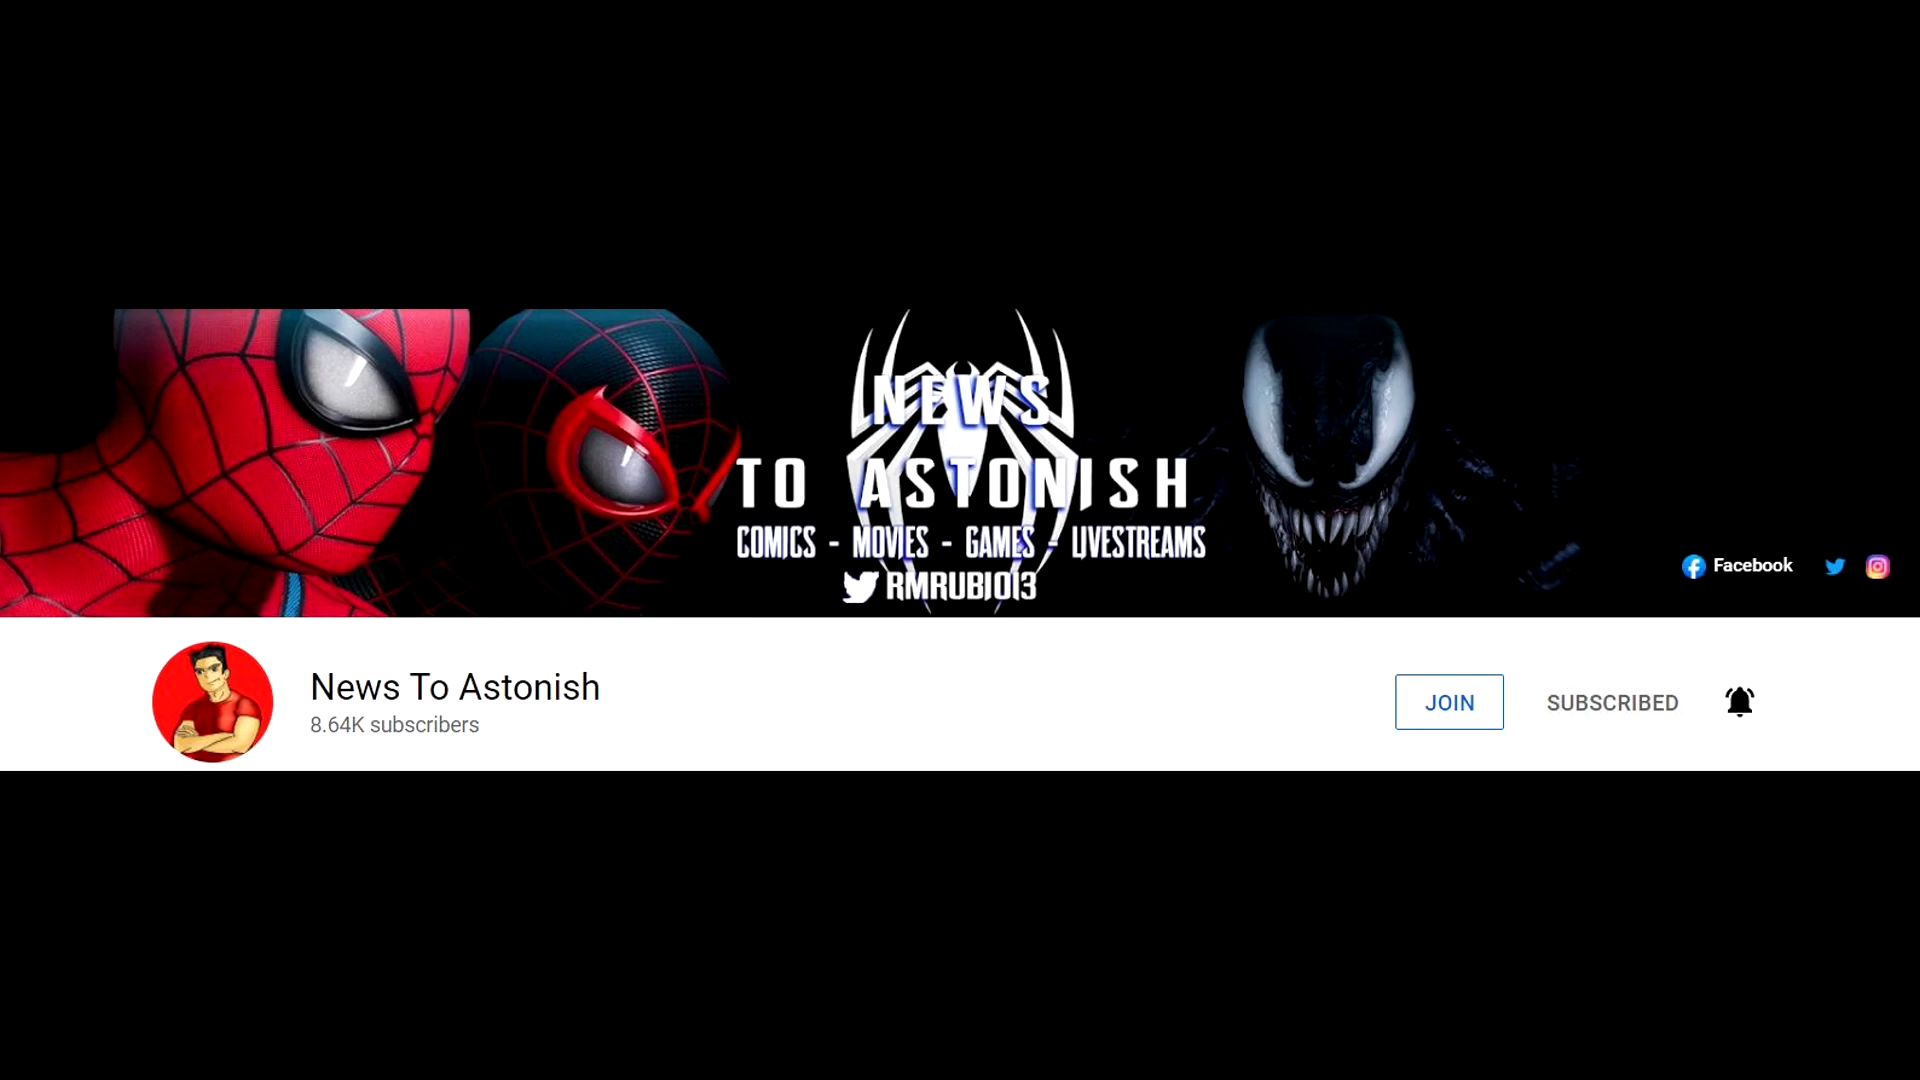 NEWS
TO ASTONISH
COMICS - MOVIES - GAMES - LIVESTREAMS
RMRUBIO13
Facebook
News To Astonish
8.64K subscribers
JOIN
SUBSCRIBED